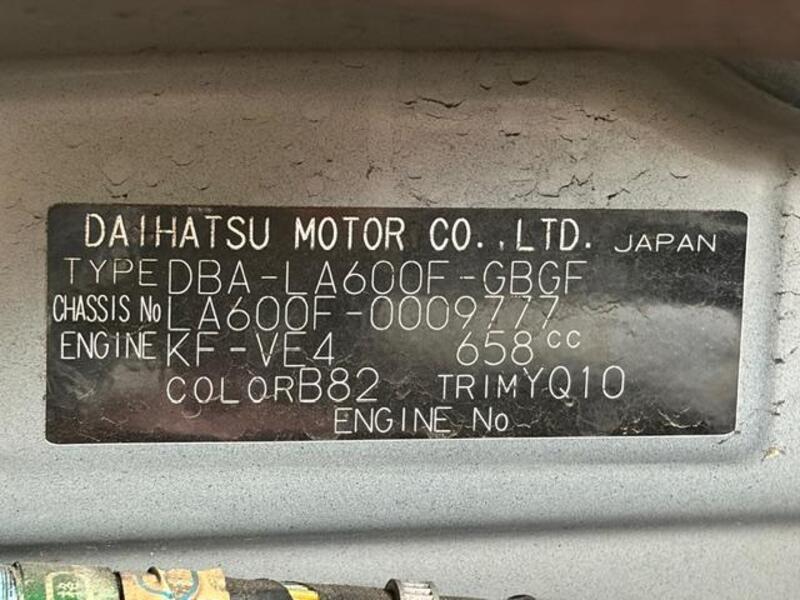 DAIHATSU MOTOR CO.,LTD. JAPAN
TYPE DBA-LA600F-GBGF
CHASSIS No LA600F-0009777
ENGINE KF-VE4 658cc
COLOR B82 TRIM YQ10
ENGINE No